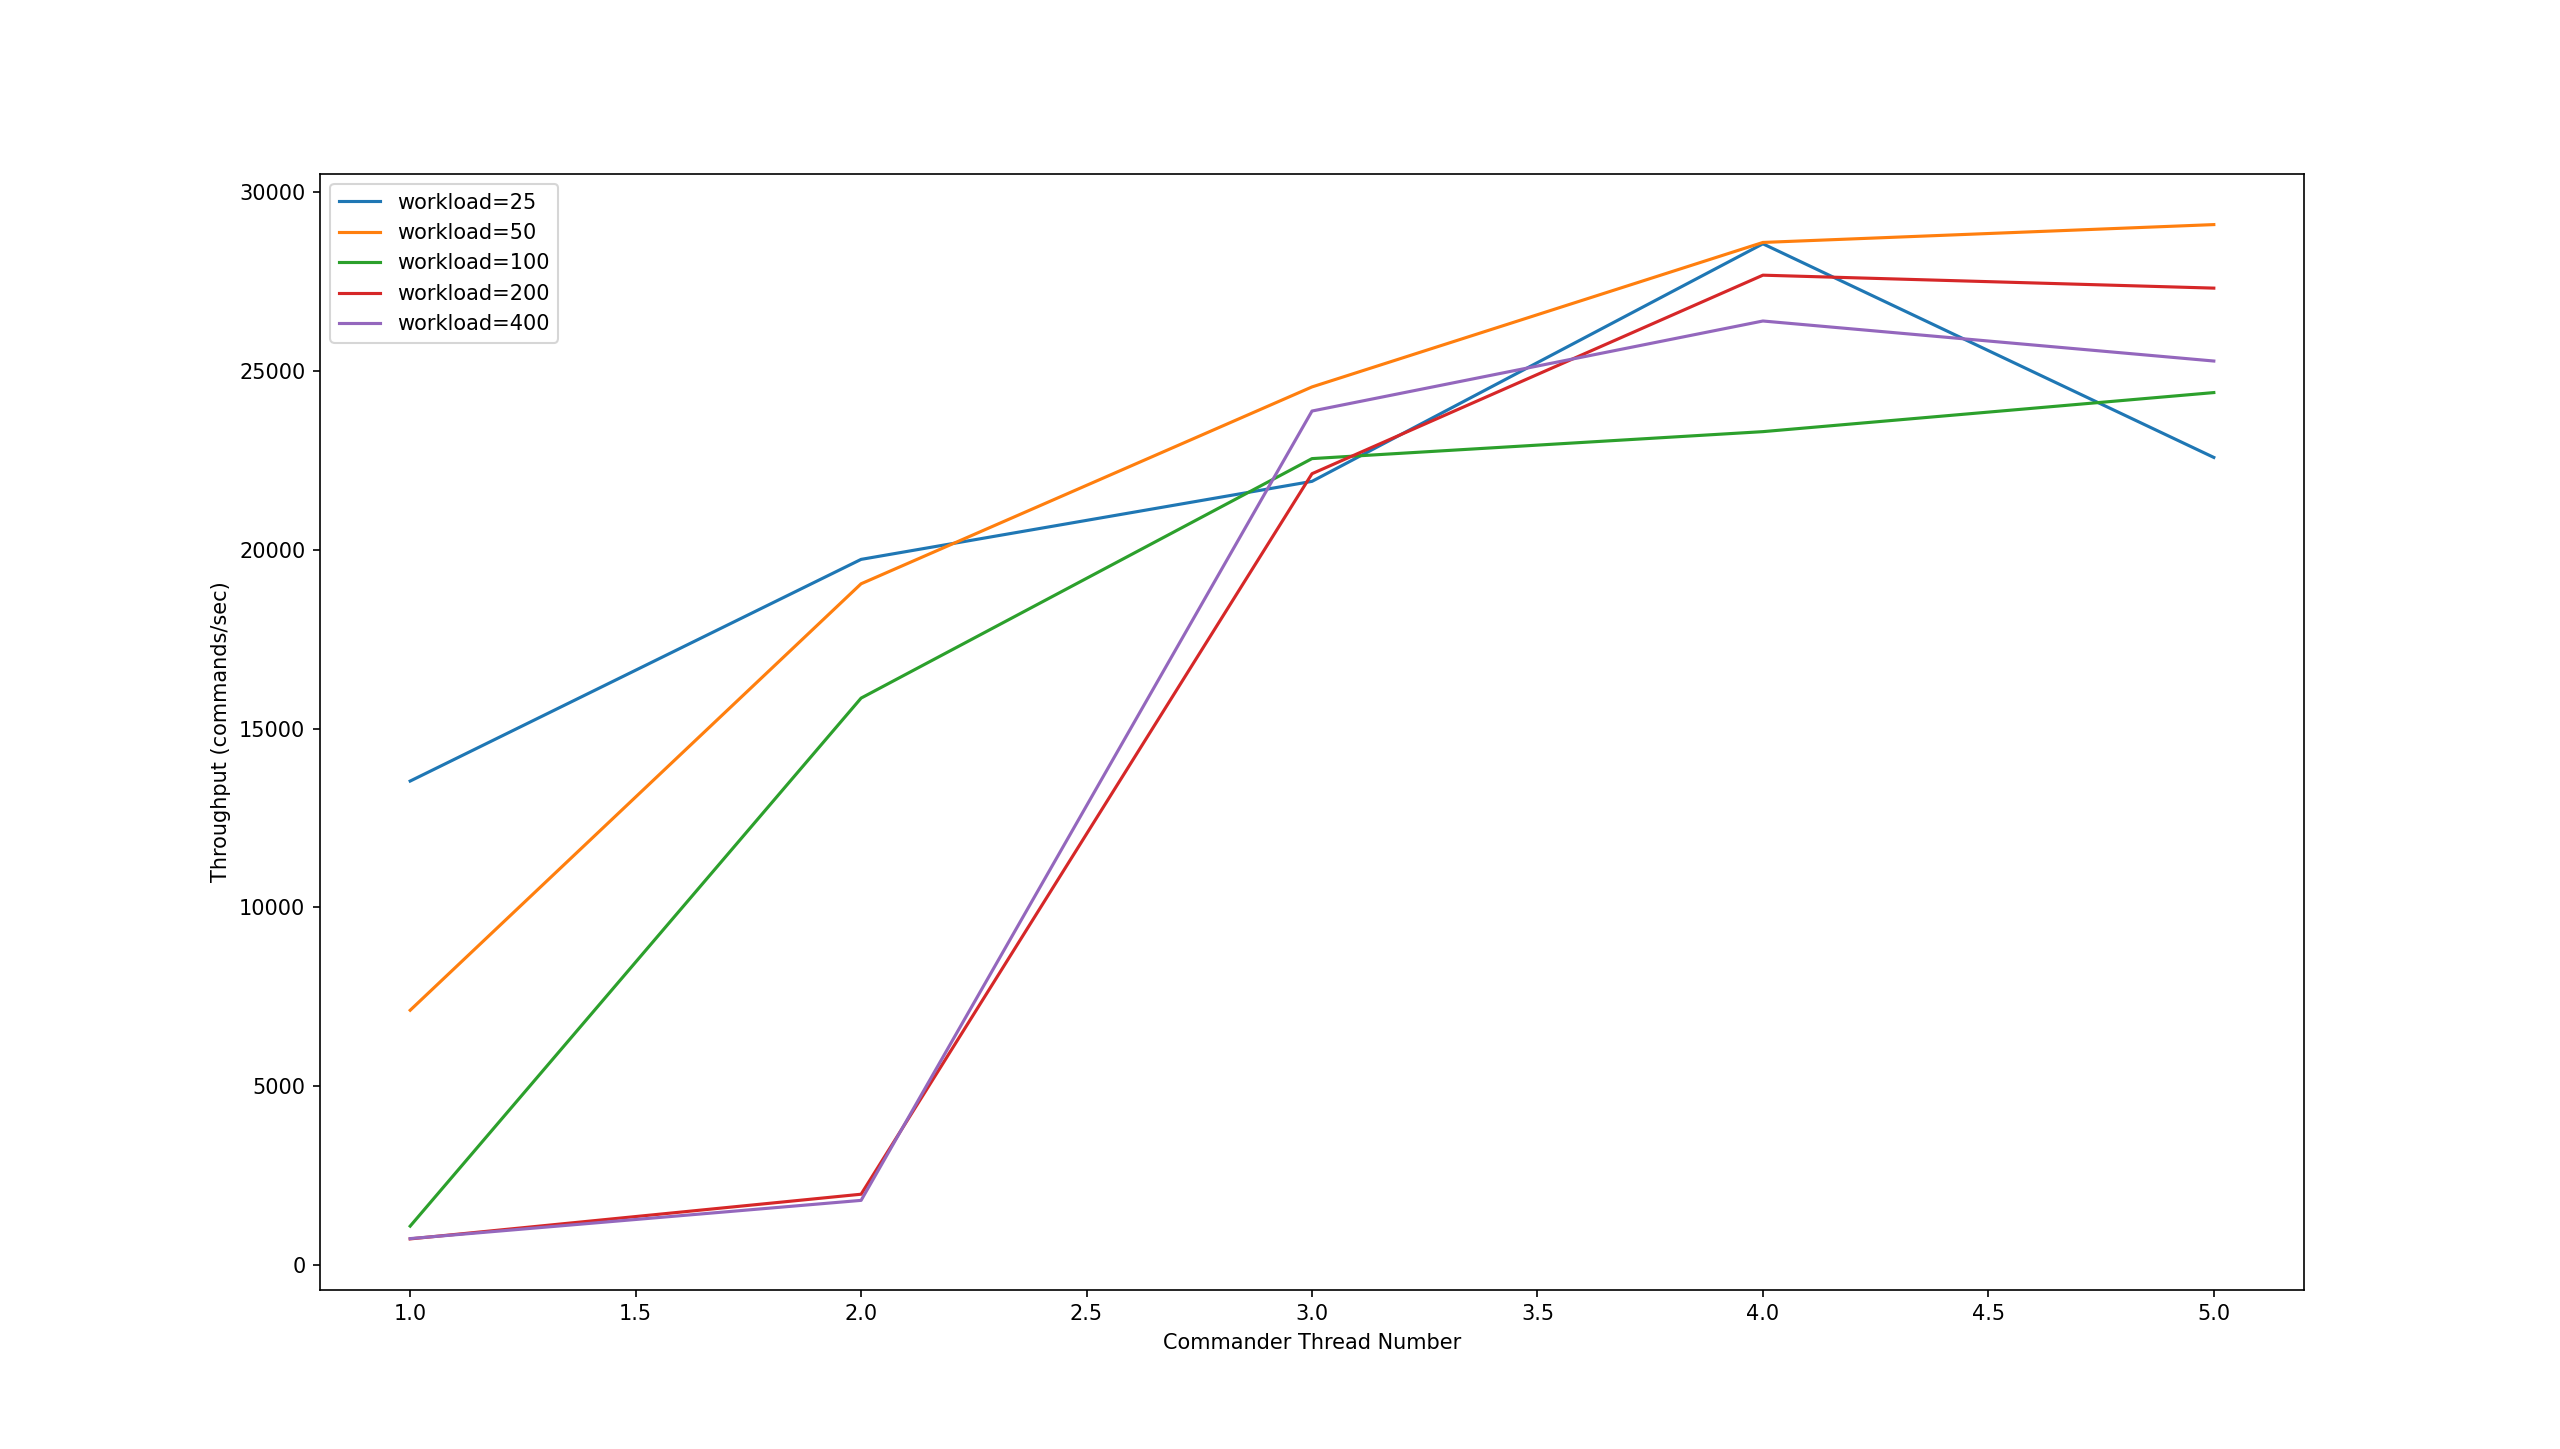 workload=25
workload=50
workload=100
workload=200
workload=400
30000
25000
20000
15000
10000
5000
0
Throughput (commands/sec)
1.0 1.5 2.0 2.5 3.0 3.5 4.0 4.5 5.0
Commander Thread Number